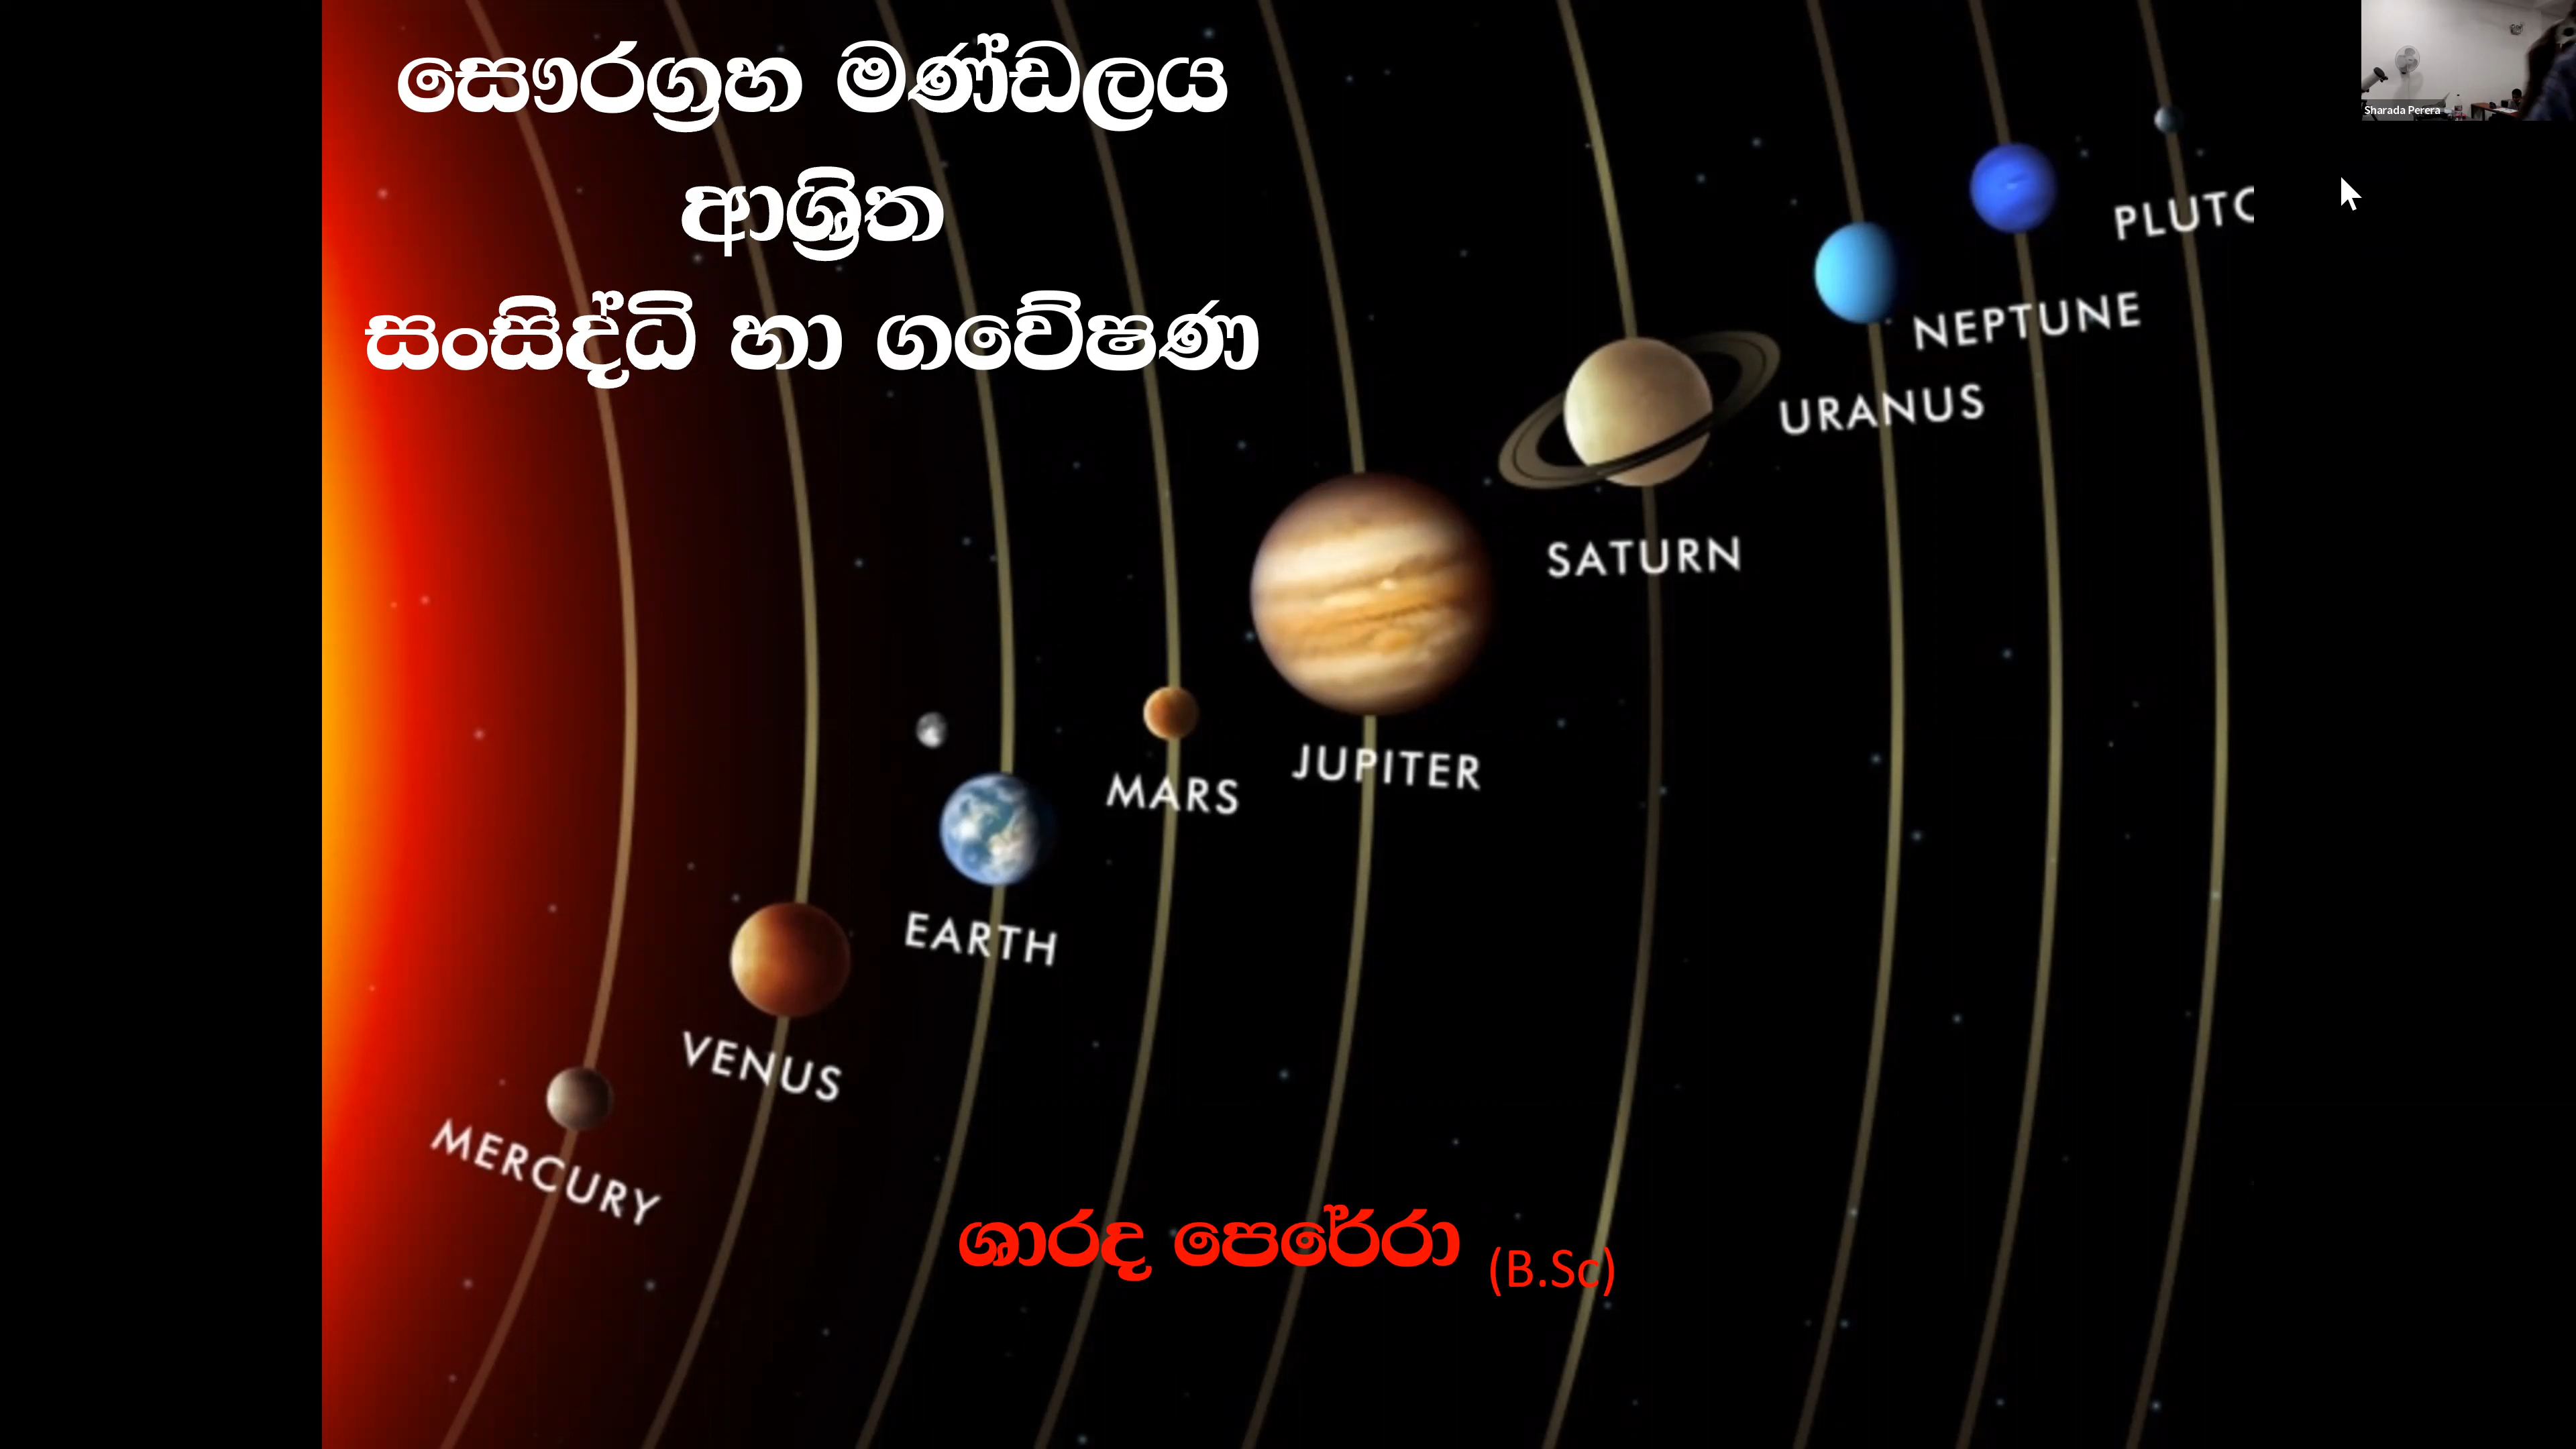 සෞරග්‍රහ මණ්ඩලය
ආශ්‍රිත
සංසිද්ධි හා ගවේෂණ
Sharada Perera
PLUTO
NEPTUNE
URANUS
SATURN
JUPITER
MARS
EARTH
VENUS
MERCURY
ශාරද පෙරේරා (B.Sc)